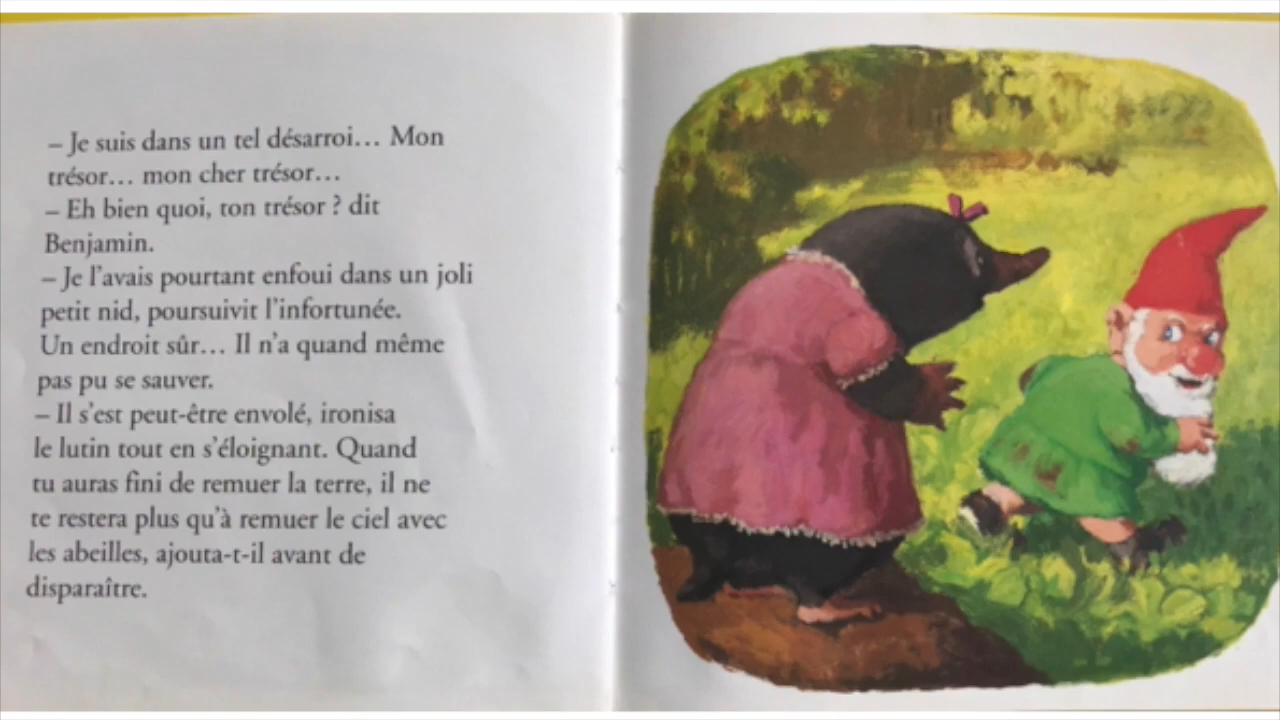 – Je suis dans un tel désarroi… Mon
trésor… mon cher trésor…
– Eh bien quoi, ton trésor ? dit
Benjamin.
– Je l'avais pourtant enfoui dans un joli
petit nid, poursuivit l'infortunée.
Un endroit sûr… Il n'a quand même
pas pu se sauver.
– Il s'est peut-être envolé, ironisa
le lutin tout en s'éloignant. Quand
tu auras fini de remuer la terre, il ne
te restera plus qu'à remuer le ciel avec
les abeilles, ajouta-t-il avant de
disparaître.